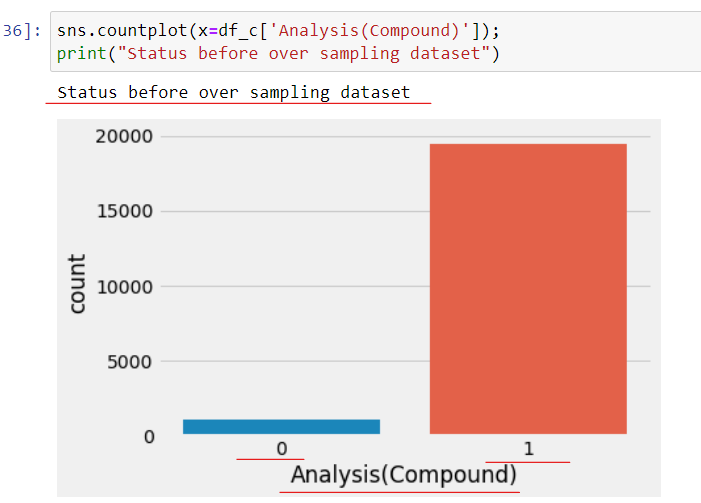 36]: sns.countplot(x=df_c['Analysis(Compound)']);
print("Status before over sampling dataset")
Status before over sampling dataset
20000
15000
10000
5000
0
count
0 1
Analysis(Compound)